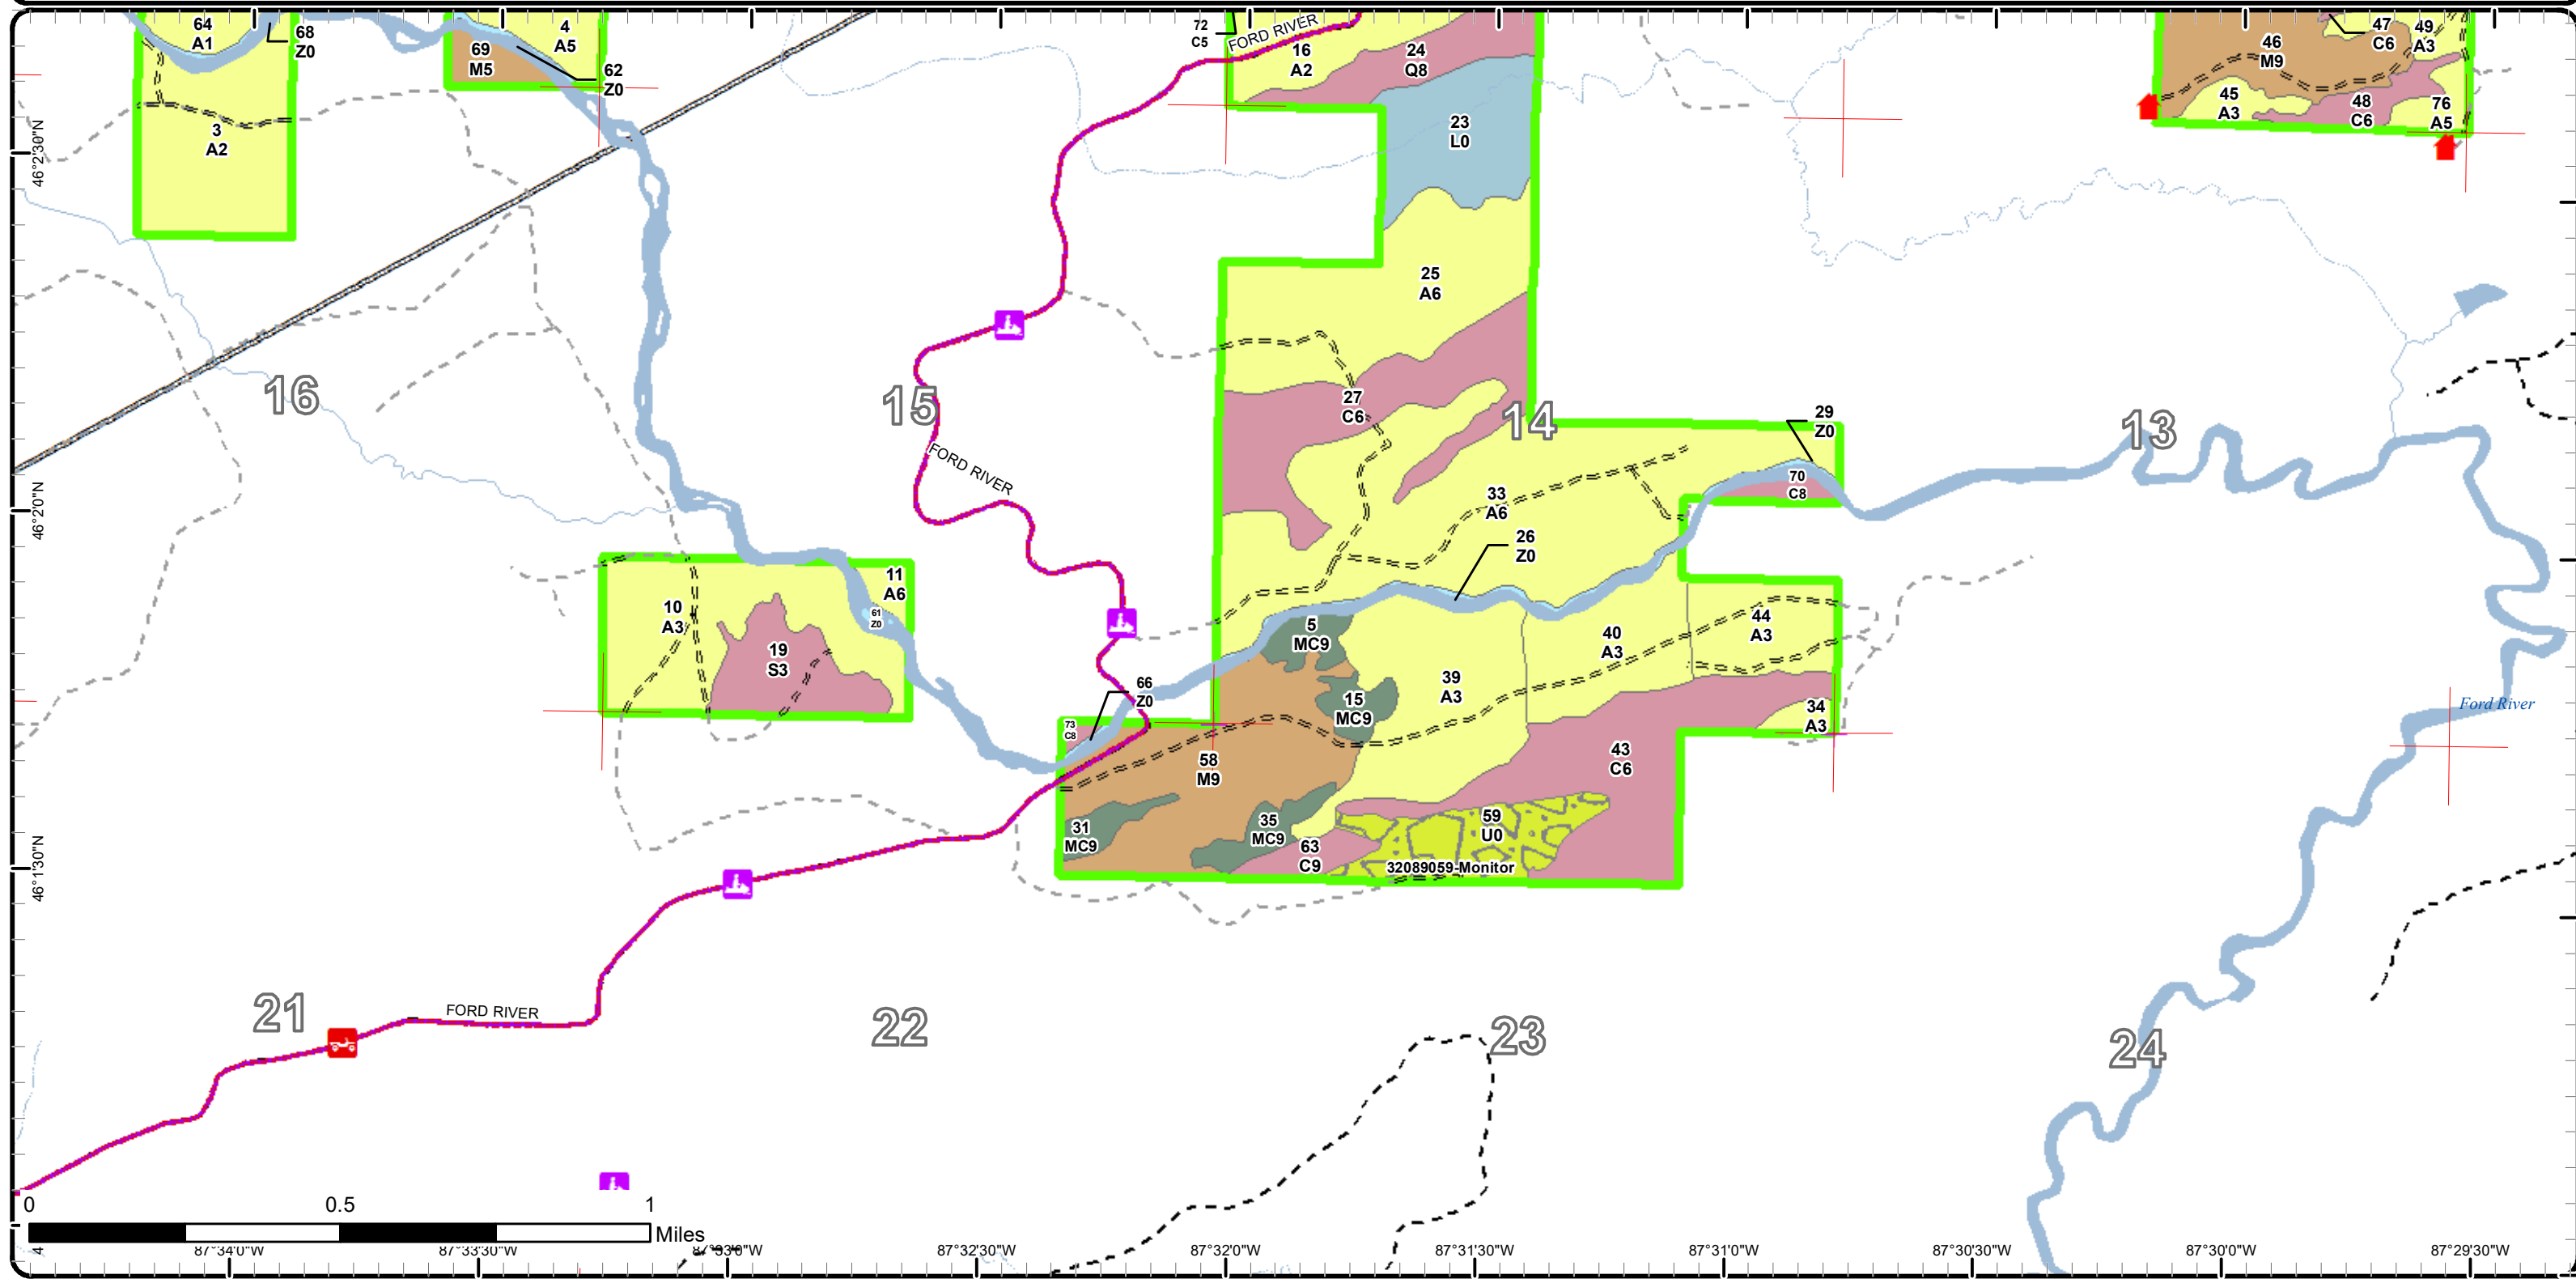 64
A1
68
Z0
4
A5
69
M5
62
Z0
72
C5
FORD RIVER
16
A2
24
Q8
47
C6
49
A3
46
M9
45
A3
48
C6
76
A5
3
A2
23
L0
46°2'30"N
25
A6
16
15
27
C6
14
29
Z0
13
FORD RIVER
70
C8
33
A6
46°2'0"N
26
Z0
11
A6
10
A3
61
Z0
19
S3
5
MC9
40
A3
44
A3
66
Z0
39
A3
15
MC9
34
A3
Ford River
73
C8
58
M9
43
C6
59
U0
31
MC9
35
MC9
63
C9
32089059-Monitor
46°1'30"N
21
FORD RIVER
22
23
24
0 0.5 1
Miles
4
87°34'0"W 87°33'30"W 87°33'0"W 87°32'30"W 87°32'0"W 87°31'30"W 87°31'0"W 87°30'30"W 87°30'0"W 87°29'30"W